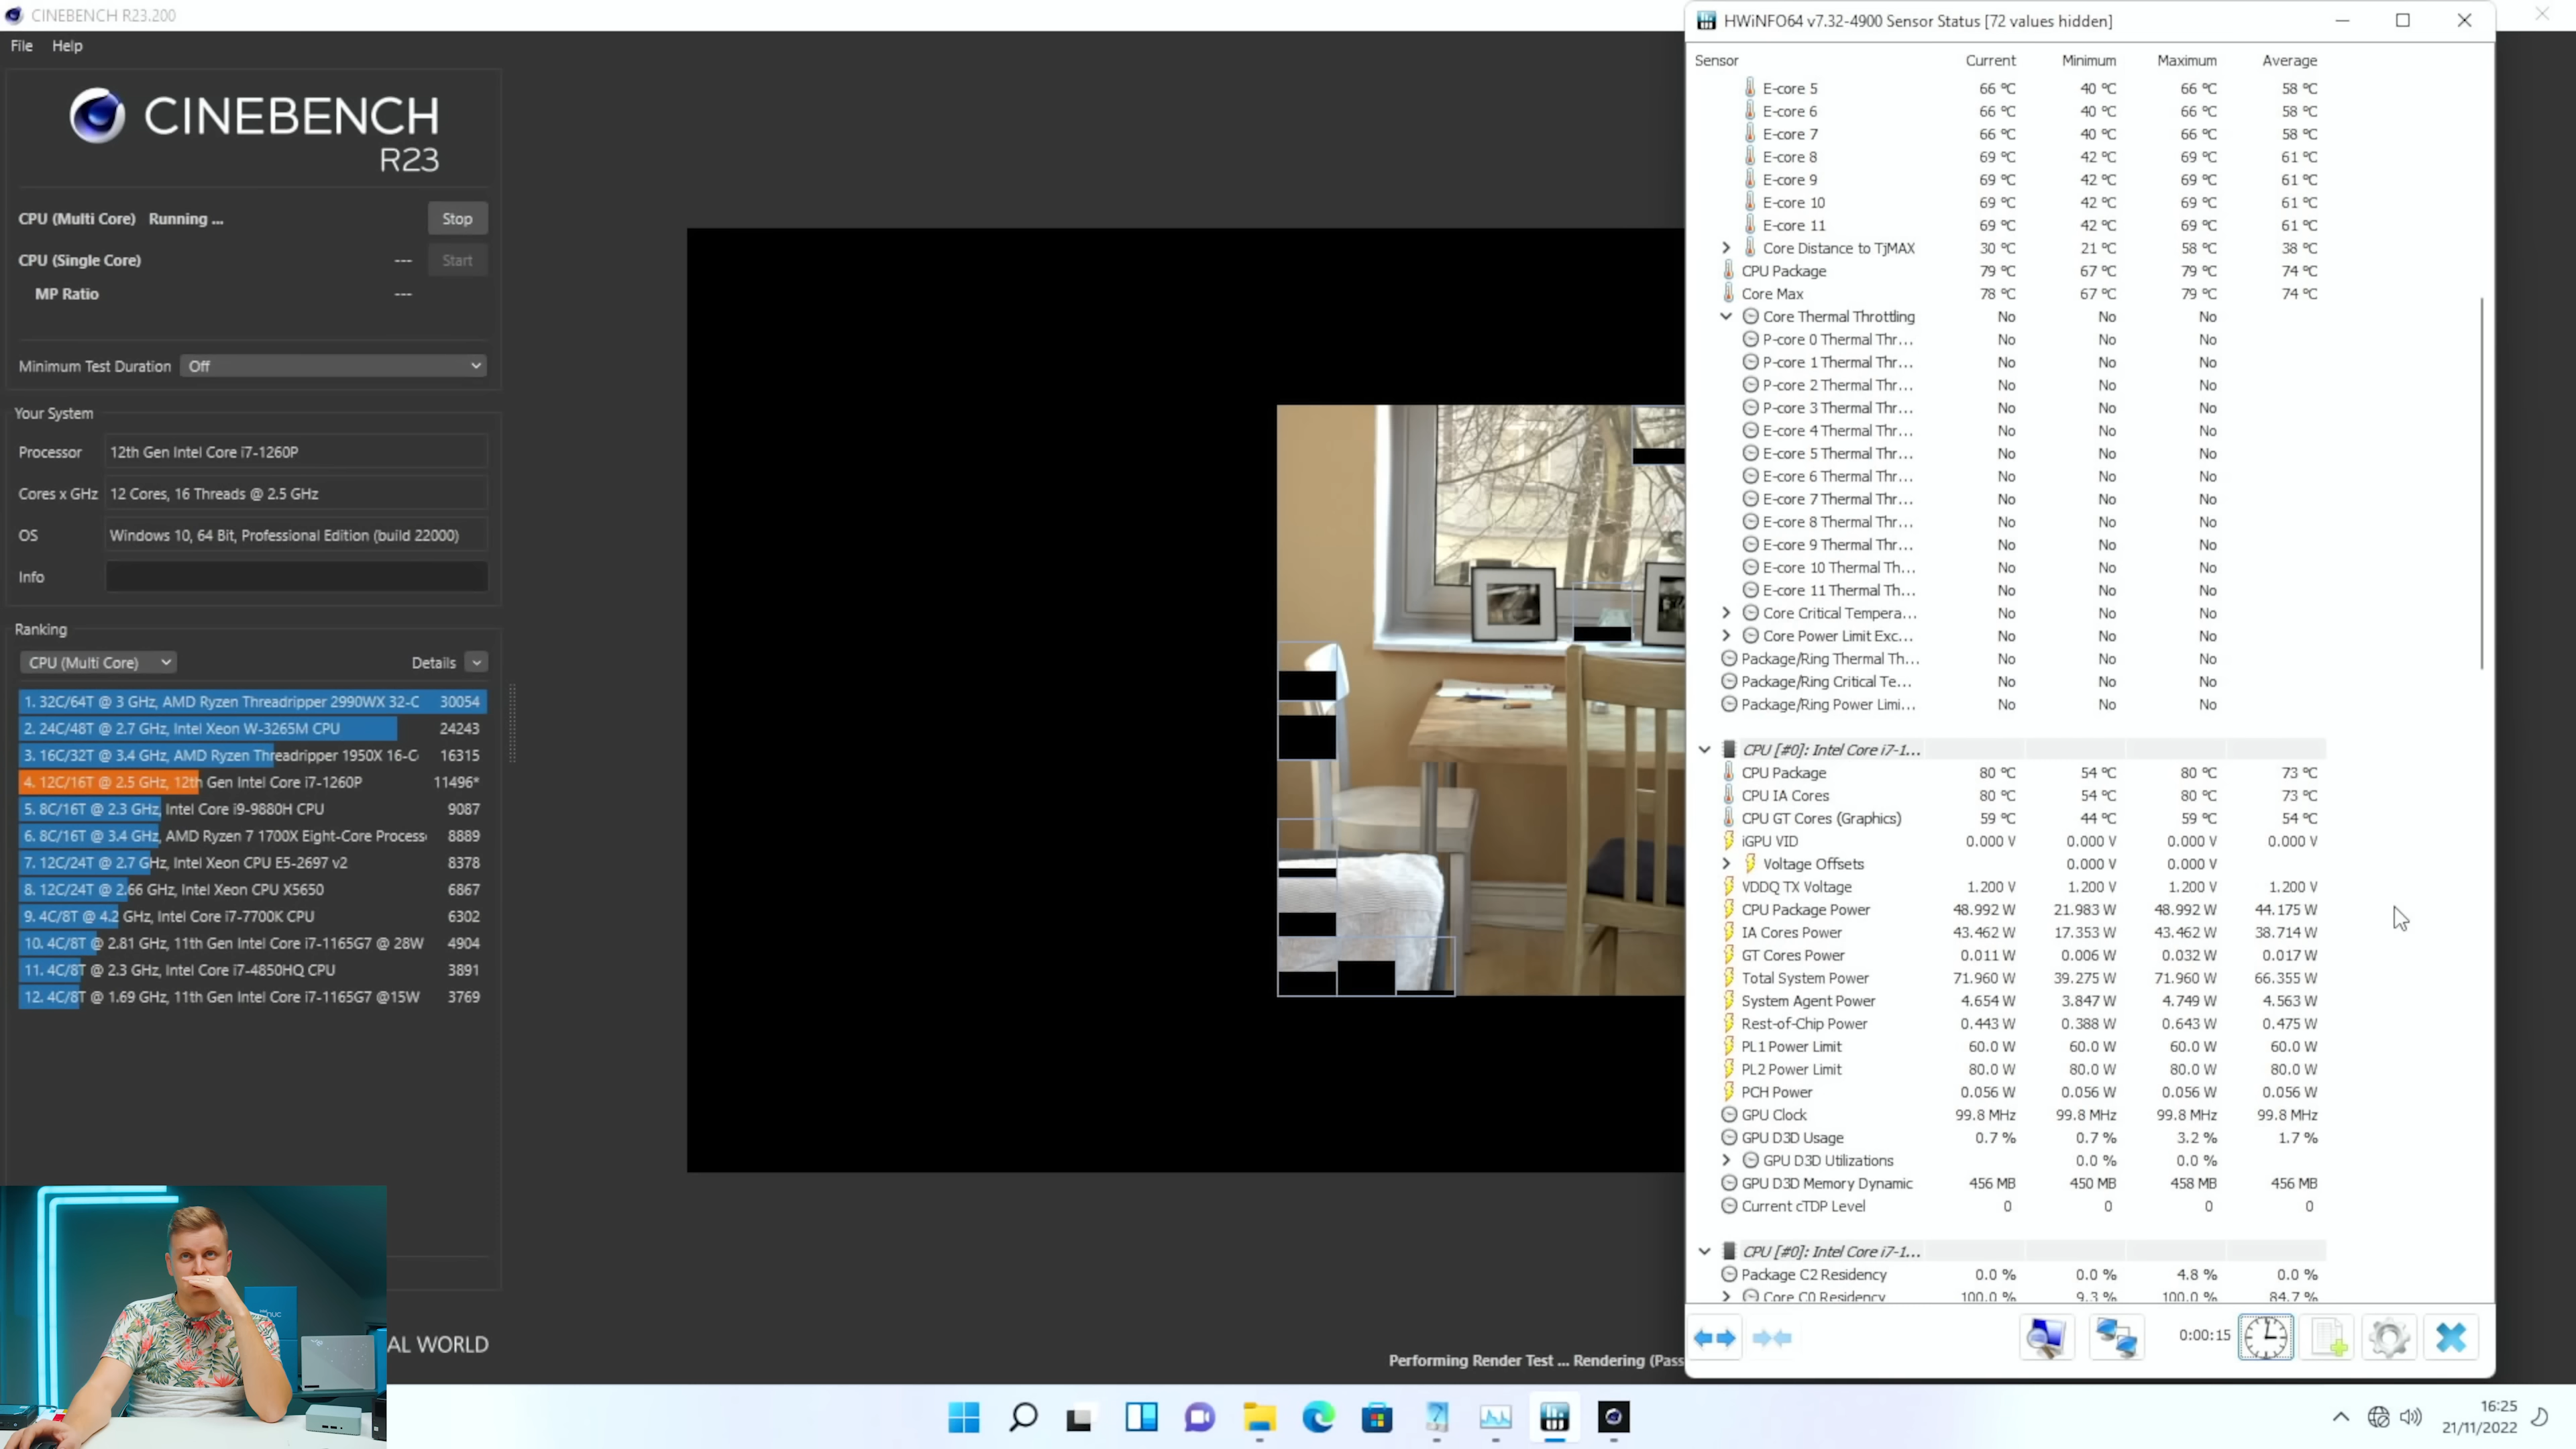 CINEBENCH R23.200
File Help
CINEBENCH
R23
CPU (Multi Core) Running ... Stop
CPU (Single Core) --- Start
MP Ratio ---
Minimum Test Duration Off
Your System
Processor 12th Gen Intel Core i7-1260P
Cores x GHz 12 Cores, 16 Threads @ 2.5 GHz
OS Windows 10, 64 Bit, Professional Edition (build 22000)
Info
Ranking
CPU (Multi Core) Details
1. 32C/64T @ 3 GHz, AMD Ryzen Threadripper 2990WX 32-C 30054
2. 24C/48T @ 2.7 GHz, Intel Xeon W-3265M CPU 24243
3. 16C/32T @ 3.4 GHz, AMD Ryzen Threadripper 1950X 16-C 16315
4. 12C/16T @ 2.5 GHz, 12th Gen Intel Core i7-1260P 11496*
5. 8C/16T @ 2.3 GHz, Intel Core i9-9880H CPU 9087
6. 8C/16T @ 3.4 GHz, AMD Ryzen 7 1700X Eight-Core Process 8889
7. 12C/24T @ 2.7 GHz, Intel Xeon CPU E5-2697 v2 8378
8. 12C/24T @ 2.66 GHz, Intel Xeon CPU X5650 6867
9. 4C/8T @ 4.2 GHz, Intel Core i7-7700K CPU 6302
10. 4C/8T @ 2.81 GHz, 11th Gen Intel Core i7-1165G7 @ 28W 4904
11. 4C/8T @ 2.3 GHz, Intel Core i7-4850HQ CPU 3891
12. 4C/8T @ 1.69 GHz, 11th Gen Intel Core i7-1165G7 @15W 3769
AL WORLD
Performing Render Test ... Rendering (Pass
HWiNFO64 v7.32-4900 Sensor Status [72 values hidden]
Sensor Current Minimum Maximum Average
E-core 5 66 °C 40 °C 66 °C 58 °C
E-core 6 66 °C 40 °C 66 °C 58 °C
E-core 7 66 °C 40 °C 66 °C 58 °C
E-core 8 69 °C 42 °C 69 °C 61 °C
E-core 9 69 °C 42 °C 69 °C 61 °C
E-core 10 69 °C 42 °C 69 °C 61 °C
E-core 11 69 °C 42 °C 69 °C 61 °C
Core Distance to TjMAX 30 °C 21 °C 58 °C 38 °C
CPU Package 79 °C 67 °C 79 °C 74 °C
Core Max 78 °C 67 °C 79 °C 74 °C
Core Thermal Throttling No No No
P-core 0 Thermal Thr... No No No
P-core 1 Thermal Thr... No No No
P-core 2 Thermal Thr... No No No
P-core 3 Thermal Thr... No No No
E-core 4 Thermal Thr... No No No
E-core 5 Thermal Thr... No No No
E-core 6 Thermal Thr... No No No
E-core 7 Thermal Thr... No No No
E-core 8 Thermal Thr... No No No
E-core 9 Thermal Thr... No No No
E-core 10 Thermal Th... No No No
E-core 11 Thermal Th... No No No
Core Critical Tempera... No No No
Core Power Limit Exc... No No No
Package/Ring Thermal Th... No No No
Package/Ring Critical Te... No No No
Package/Ring Power Limi... No No No
CPU [#0]: Intel Core i7-1...
CPU Package 80 °C 54 °C 80 °C 73 °C
CPU IA Cores 80 °C 54 °C 80 °C 73 °C
CPU GT Cores (Graphics) 59 °C 44 °C 59 °C 54 °C
iGPU VID 0.000 V 0.000 V 0.000 V 0.000 V
Voltage Offsets 0.000 V 0.000 V
VDDQ TX Voltage 1.200 V 1.200 V 1.200 V 1.200 V
CPU Package Power 48.992 W 21.983 W 48.992 W 44.175 W
IA Cores Power 43.462 W 17.353 W 43.462 W 38.714 W
GT Cores Power 0.011 W 0.006 W 0.032 W 0.017 W
Total System Power 71.960 W 39.275 W 71.960 W 66.355 W
System Agent Power 4.654 W 3.847 W 4.749 W 4.563 W
Rest-of-Chip Power 0.443 W 0.388 W 0.643 W 0.475 W
PL1 Power Limit 60.0 W 60.0 W 60.0 W 60.0 W
PL2 Power Limit 80.0 W 80.0 W 80.0 W 80.0 W
PCH Power 0.056 W 0.056 W 0.056 W 0.056 W
GPU Clock 99.8 MHz 99.8 MHz 99.8 MHz 99.8 MHz
GPU D3D Usage 0.7 % 0.7 % 3.2 % 1.7 %
GPU D3D Utilizations 0.0 % 0.0 %
GPU D3D Memory Dynamic 456 MB 450 MB 458 MB 456 MB
Current cTDP Level 0 0 0 0
CPU [#0]: Intel Core i7-1...
Package C2 Residency 0.0 % 0.0 % 4.8 % 0.0 %
Core C0 Residency 100.0 % 9.3 % 100.0 % 84.7 %
0:00:15
16:25
21/11/2022